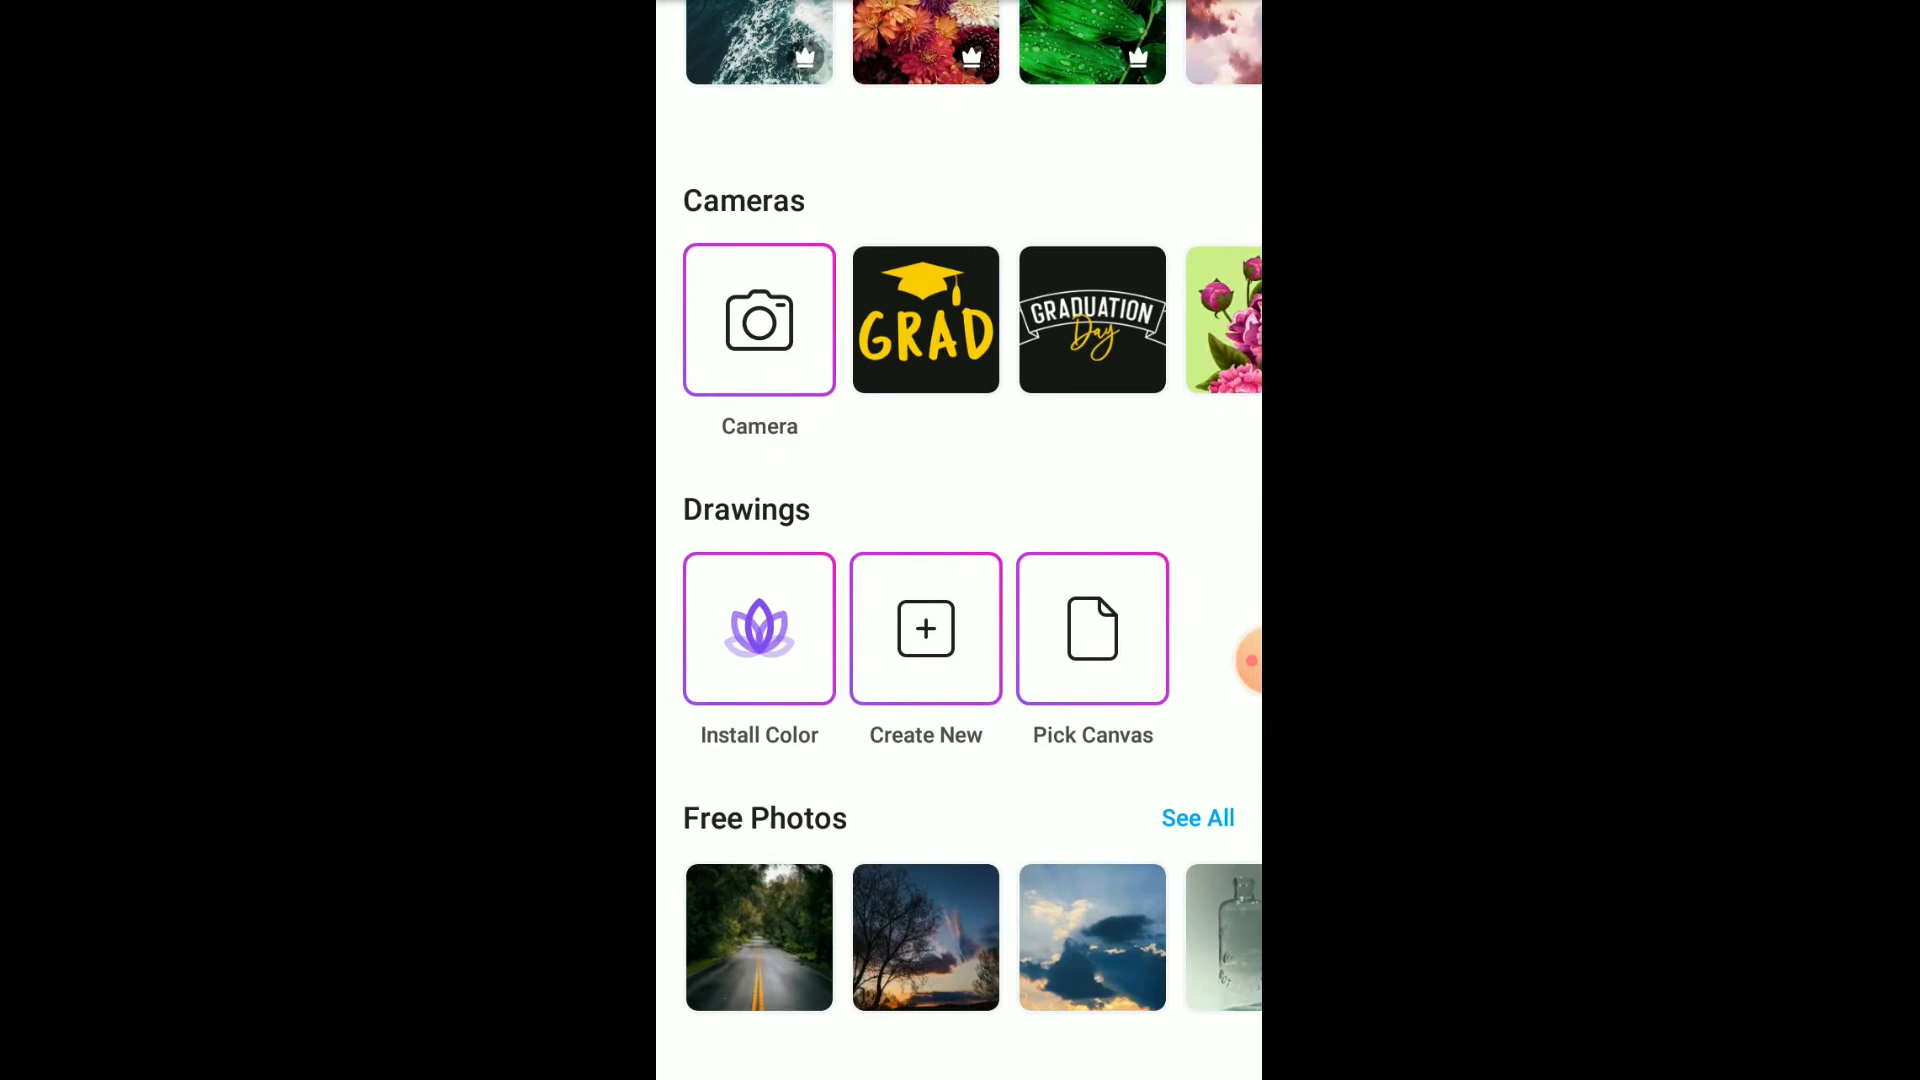 Cameras
GRAD
GRADUATION
Day
Camera
Drawings
Install Color
Create New
Pick Canvas
Free Photos
See All